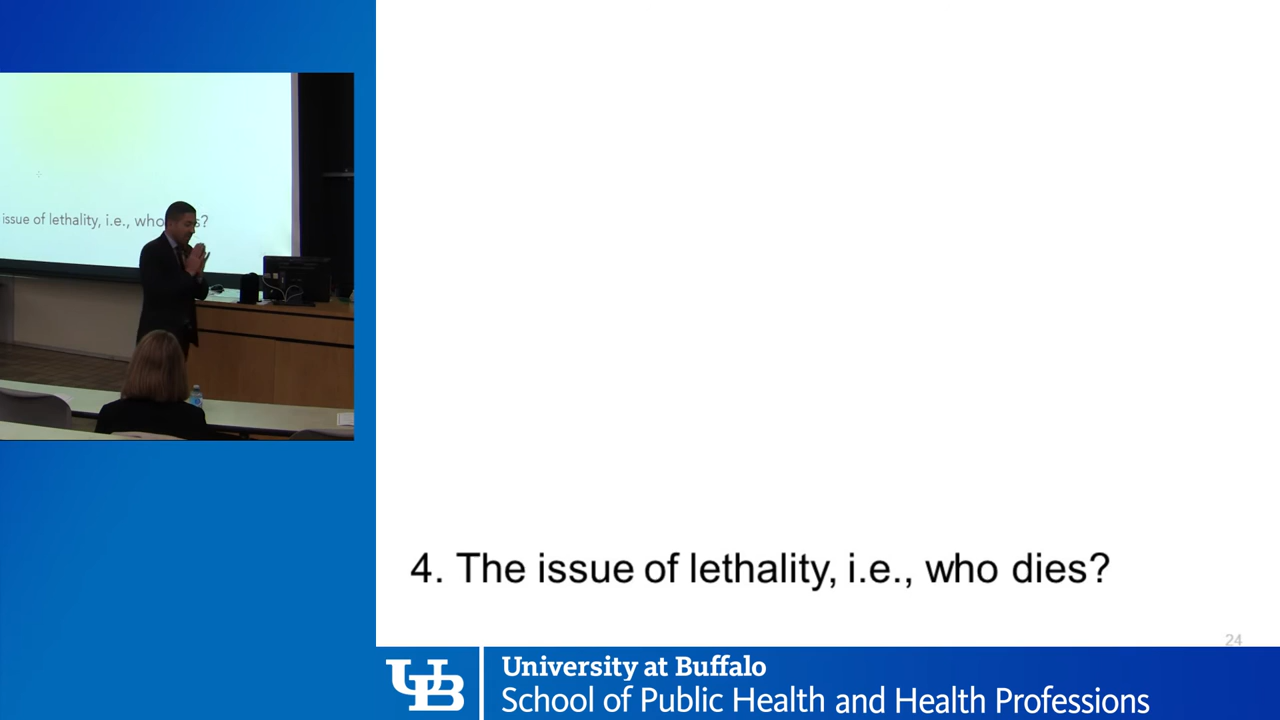 issue of lethality, i.e., who
s?
4. The issue of lethality, i.e., who dies?
24
UB
University at Buffalo
School of Public Health and Health Professions